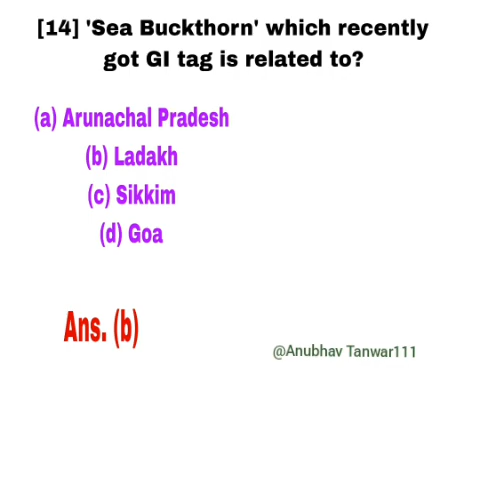 [14] 'Sea Buckthorn' which recently
got GI tag is related to?
(a) Arunachal Pradesh
(b) Ladakh
(c) Sikkim
(d) Goa
Ans. (b)
@Anubhav Tanwar111